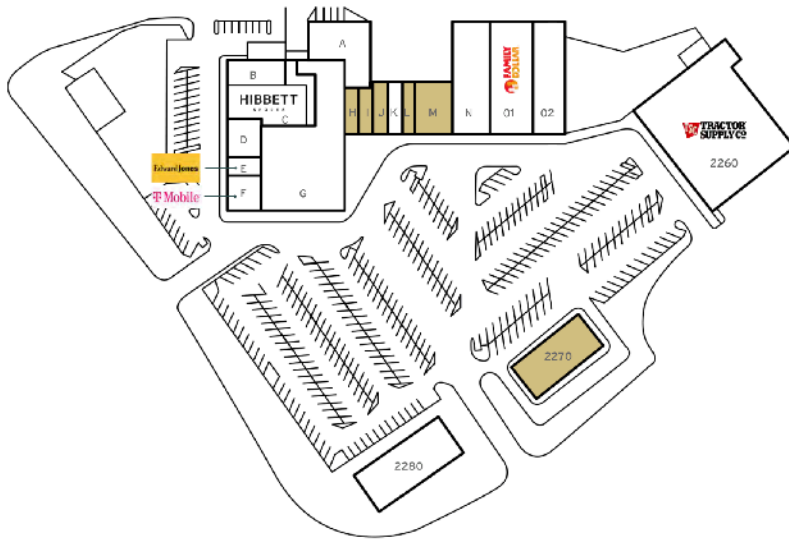 A
B
HIBBETT
SPORTS
C
D
E
F
G
H
I
J
K
L
M
N
FAMILY
DOLLAR
01
02
TRACTOR
SUPPLY CO
2260
Edward Jones
T Mobile
2270
2280